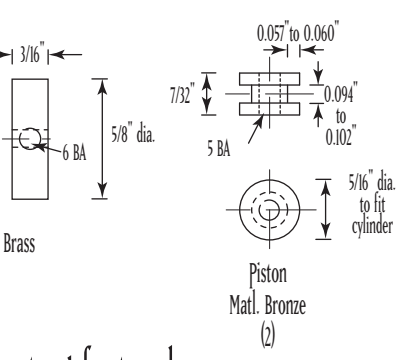 3/16"
5/8" dia.
6 BA
Brass
0.057" to 0.060"
7/32"
0.094"
to
0.102"
5 BA
5/16" dia.
to fit
cylinder
Piston
Matl. Bronze
(2)